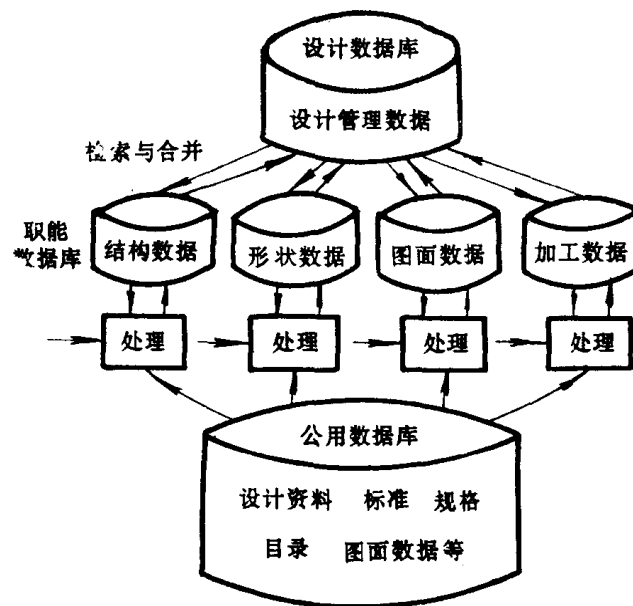 设计数据库
设计管理数据
检索与合并
职能
数据库
结构数据
形状数据
图面数据
加工数据
处理
处理
处理
处理
公用数据库
设计资料 标准 规格
目录 图面数据等